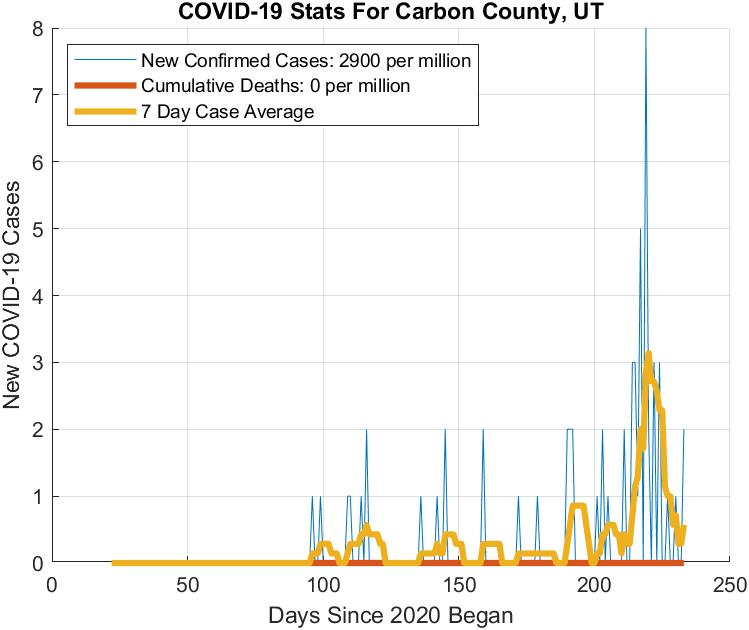 COVID-19 Stats For Carbon County, UT
New Confirmed Cases: 2900 per million
Cumulative Deaths: 0 per million
7 Day Case Average
New COVID-19 Cases
8
7
6
5
4
3
2
1
0
0 50 100 150 200 250
Days Since 2020 Began